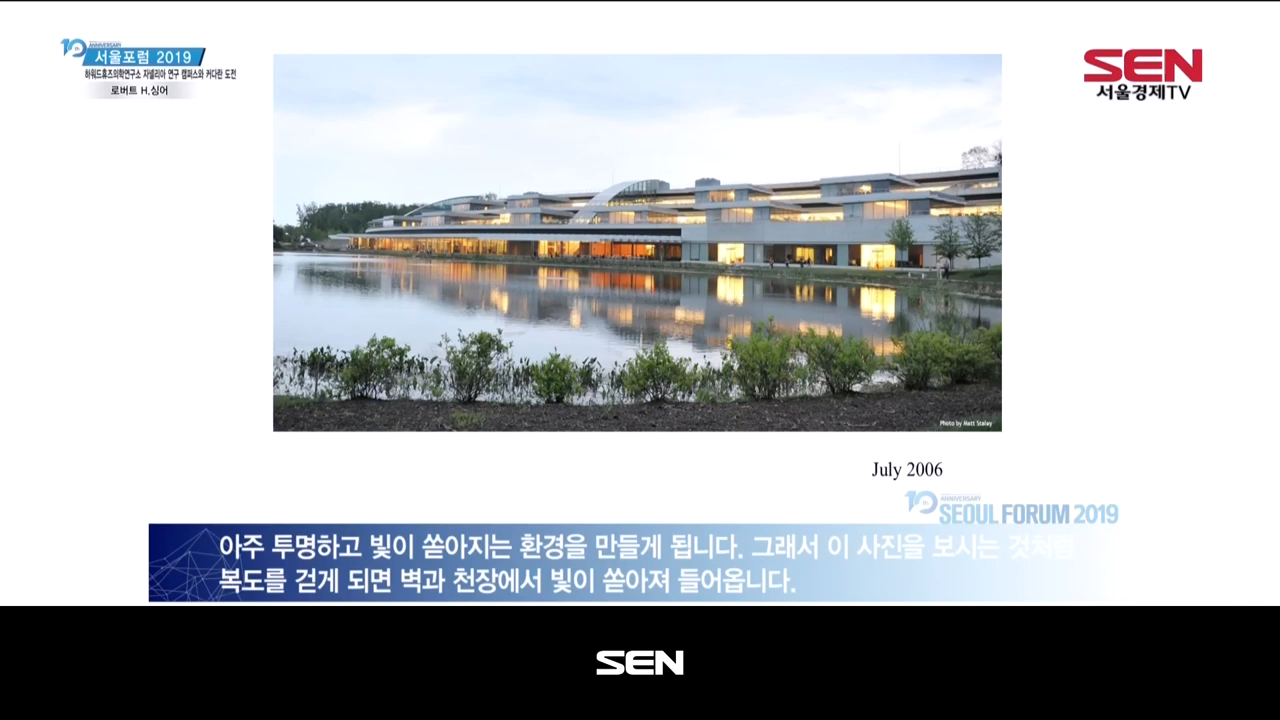 10th ANNIVERSARY
서울포럼 2019
하워드휴즈의학연구소 자넬리아 연구 캠퍼스와 커다란 도전
로버트 H.싱어
SEN
서울경제TV
Photo by Matt Staley
July 2006
10th ANNIVERSARY
SEOUL FORUM 2019
아주 투명하고 빛이 쏟아지는 환경을 만들게 됩니다. 그래서 이 사진을 보시는 것처럼
복도를 걷게 되면 벽과 천장에서 빛이 쏟아져 들어옵니다.
SEN